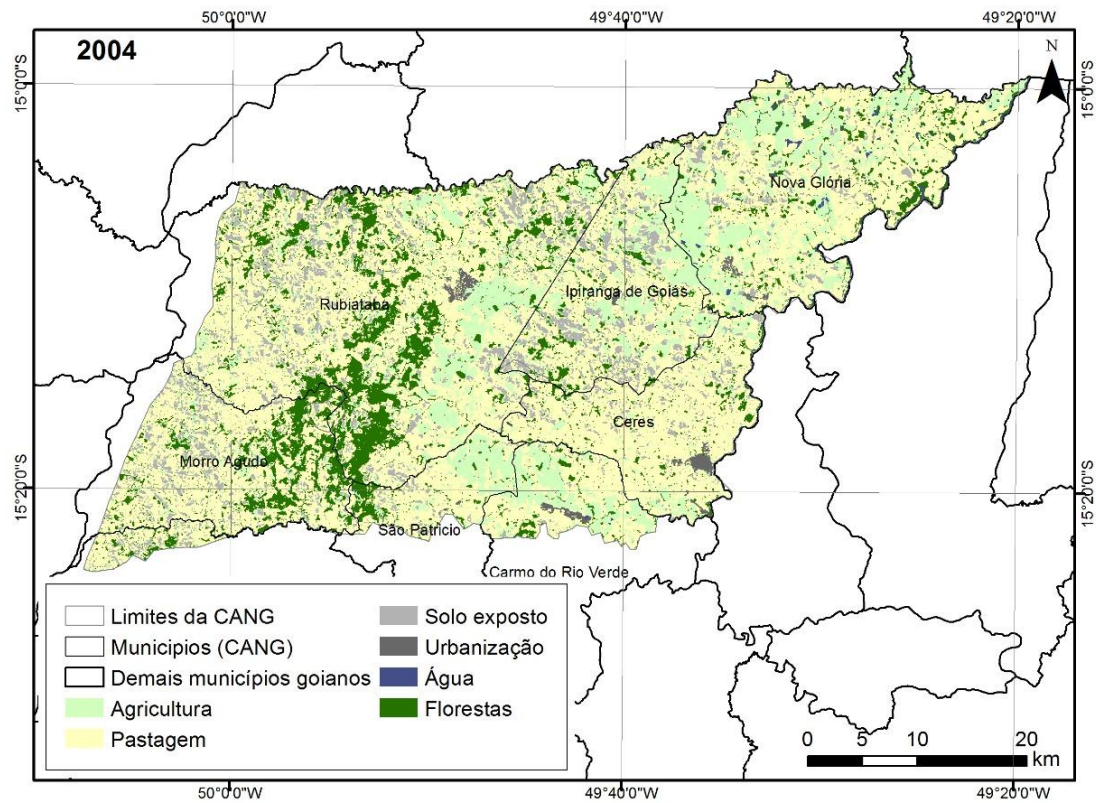 50°0'0"W 49°40'0"W 49°20'0"W
2004
N
15°0'0"S 15°0'0"S
Nova Glória
Ipiranga de Goiás
Rubiataba
Ceres
Morro Agudo
15°20'0"S 15°20'0"S
São Patricio
Carmo do Rio Verde
Limites da CANG
Municipios (CANG)
Demais municípios goianos
Agricultura
Pastagem
Solo exposto
Urbanização
Água
Florestas
0 5 10 20
km
50°0'0"W 49°40'0"W 49°20'0"W